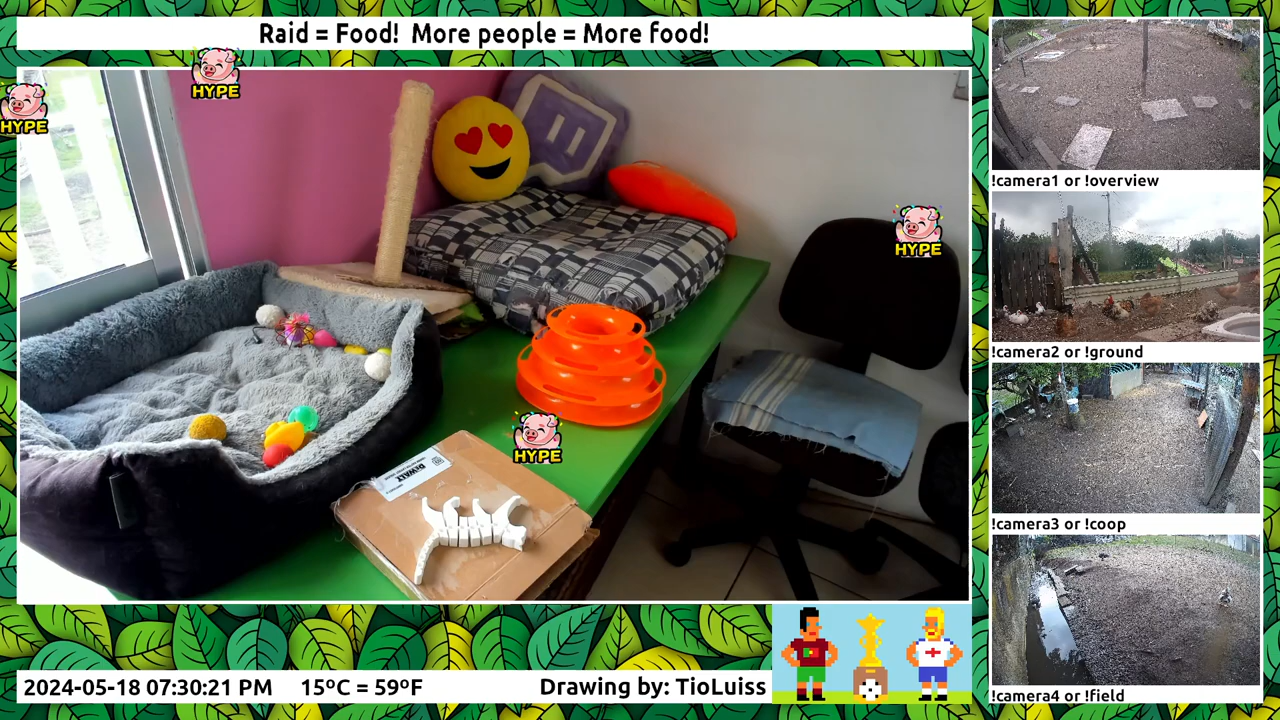 Raid = Food!  More people = More food!
HYPE
HYPE
HYPE
HYPE
DEWALT
!camera1 or !overview
!camera2 or !ground
!camera3 or !coop
!camera4 or !field
2024-05-18 07:30:21 PM
15ºC = 59ºF
Drawing by: TioLuiss